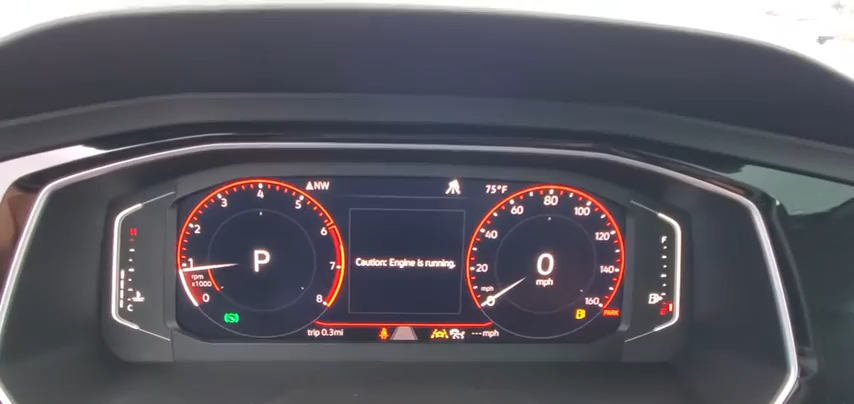 NW
75°F
4
3
5
2
6
1
7
rpm
x1000
0
8
P
Caution: Engine is running.
80
60
100
40
120
20
140
mph
0
160
0
mph
H
C
F
E
(S)
PARK
trip 0.3mi
---mph